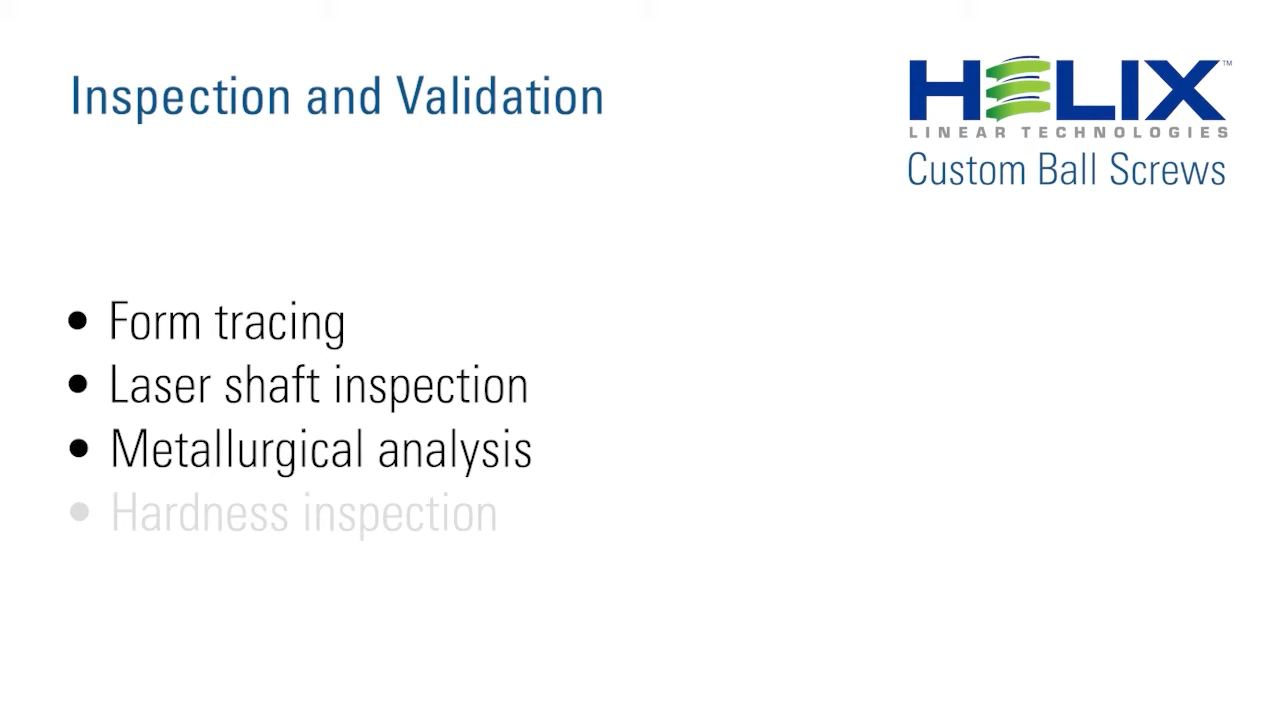 Inspection and Validation
HELIX™
LINEAR TECHNOLOGIES
Custom Ball Screws
• Form tracing
• Laser shaft inspection
• Metallurgical analysis
• Hardness inspection